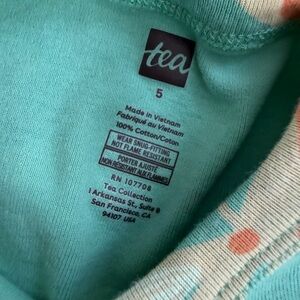 tea
5
Made in Vietnam
Fabriqué au Vietnam
100% Cotton/Coton
WEAR SNUG-FITTING
NOT FLAME RESISTANT
PORTER AJUSTÉ
NON RÉSISTANT AUX FLAMMES
RN 107708
Tea Collection
1 Arkansas St, Suite B
San Francisco, CA
94107 USA